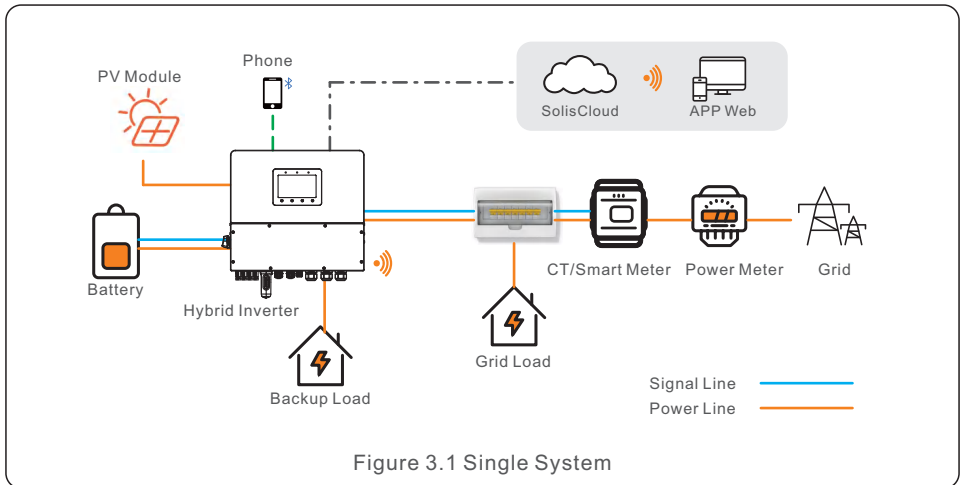 Phone
PV Module
SolisCloud
APP Web
Battery
Hybrid Inverter
CT/Smart Meter
Power Meter
Grid
Grid Load
Backup Load
Signal Line
Power Line
Figure 3.1 Single System